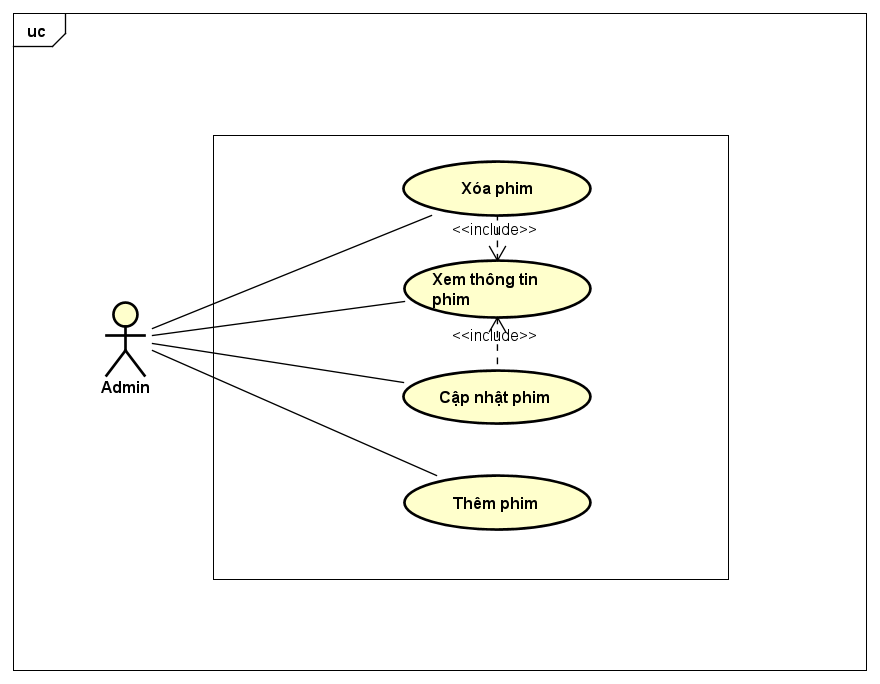 uc
Xóa phim
<<include>>
Xem thông tin
phim
<<include>>
Admin
Cập nhật phim
Thêm phim